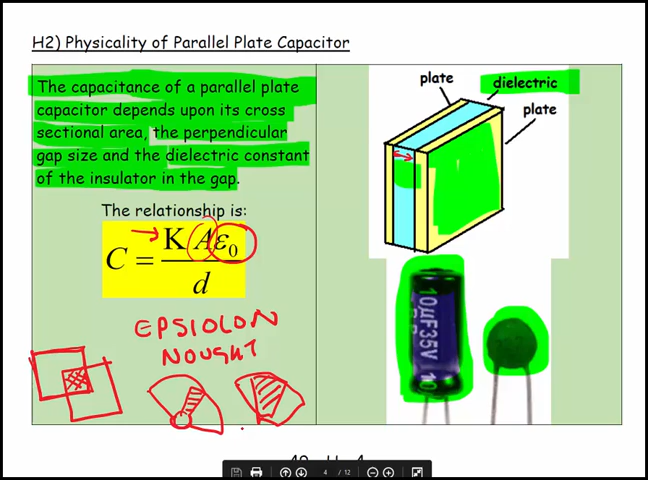 H2) Physicality of Parallel Plate Capacitor
The capacitance of a parallel plate
capacitor depends upon its cross
sectional area, the perpendicular
gap size and the dielectric constant
of the insulator in the gap.
The relationship is:
C = K A ε₀ / d
EPSIOLON
NOUGHT
plate
dielectric
plate
10µF35V
10
4 / 12